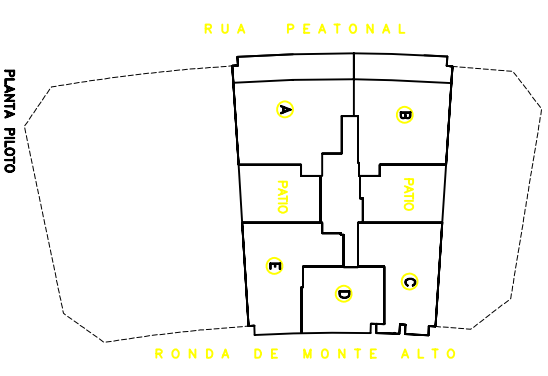 RUA PEATONAL
PLANTA PILOTO
A
B
PATIO
PATIO
E
D
C
RONDA DE MONTE ALTO